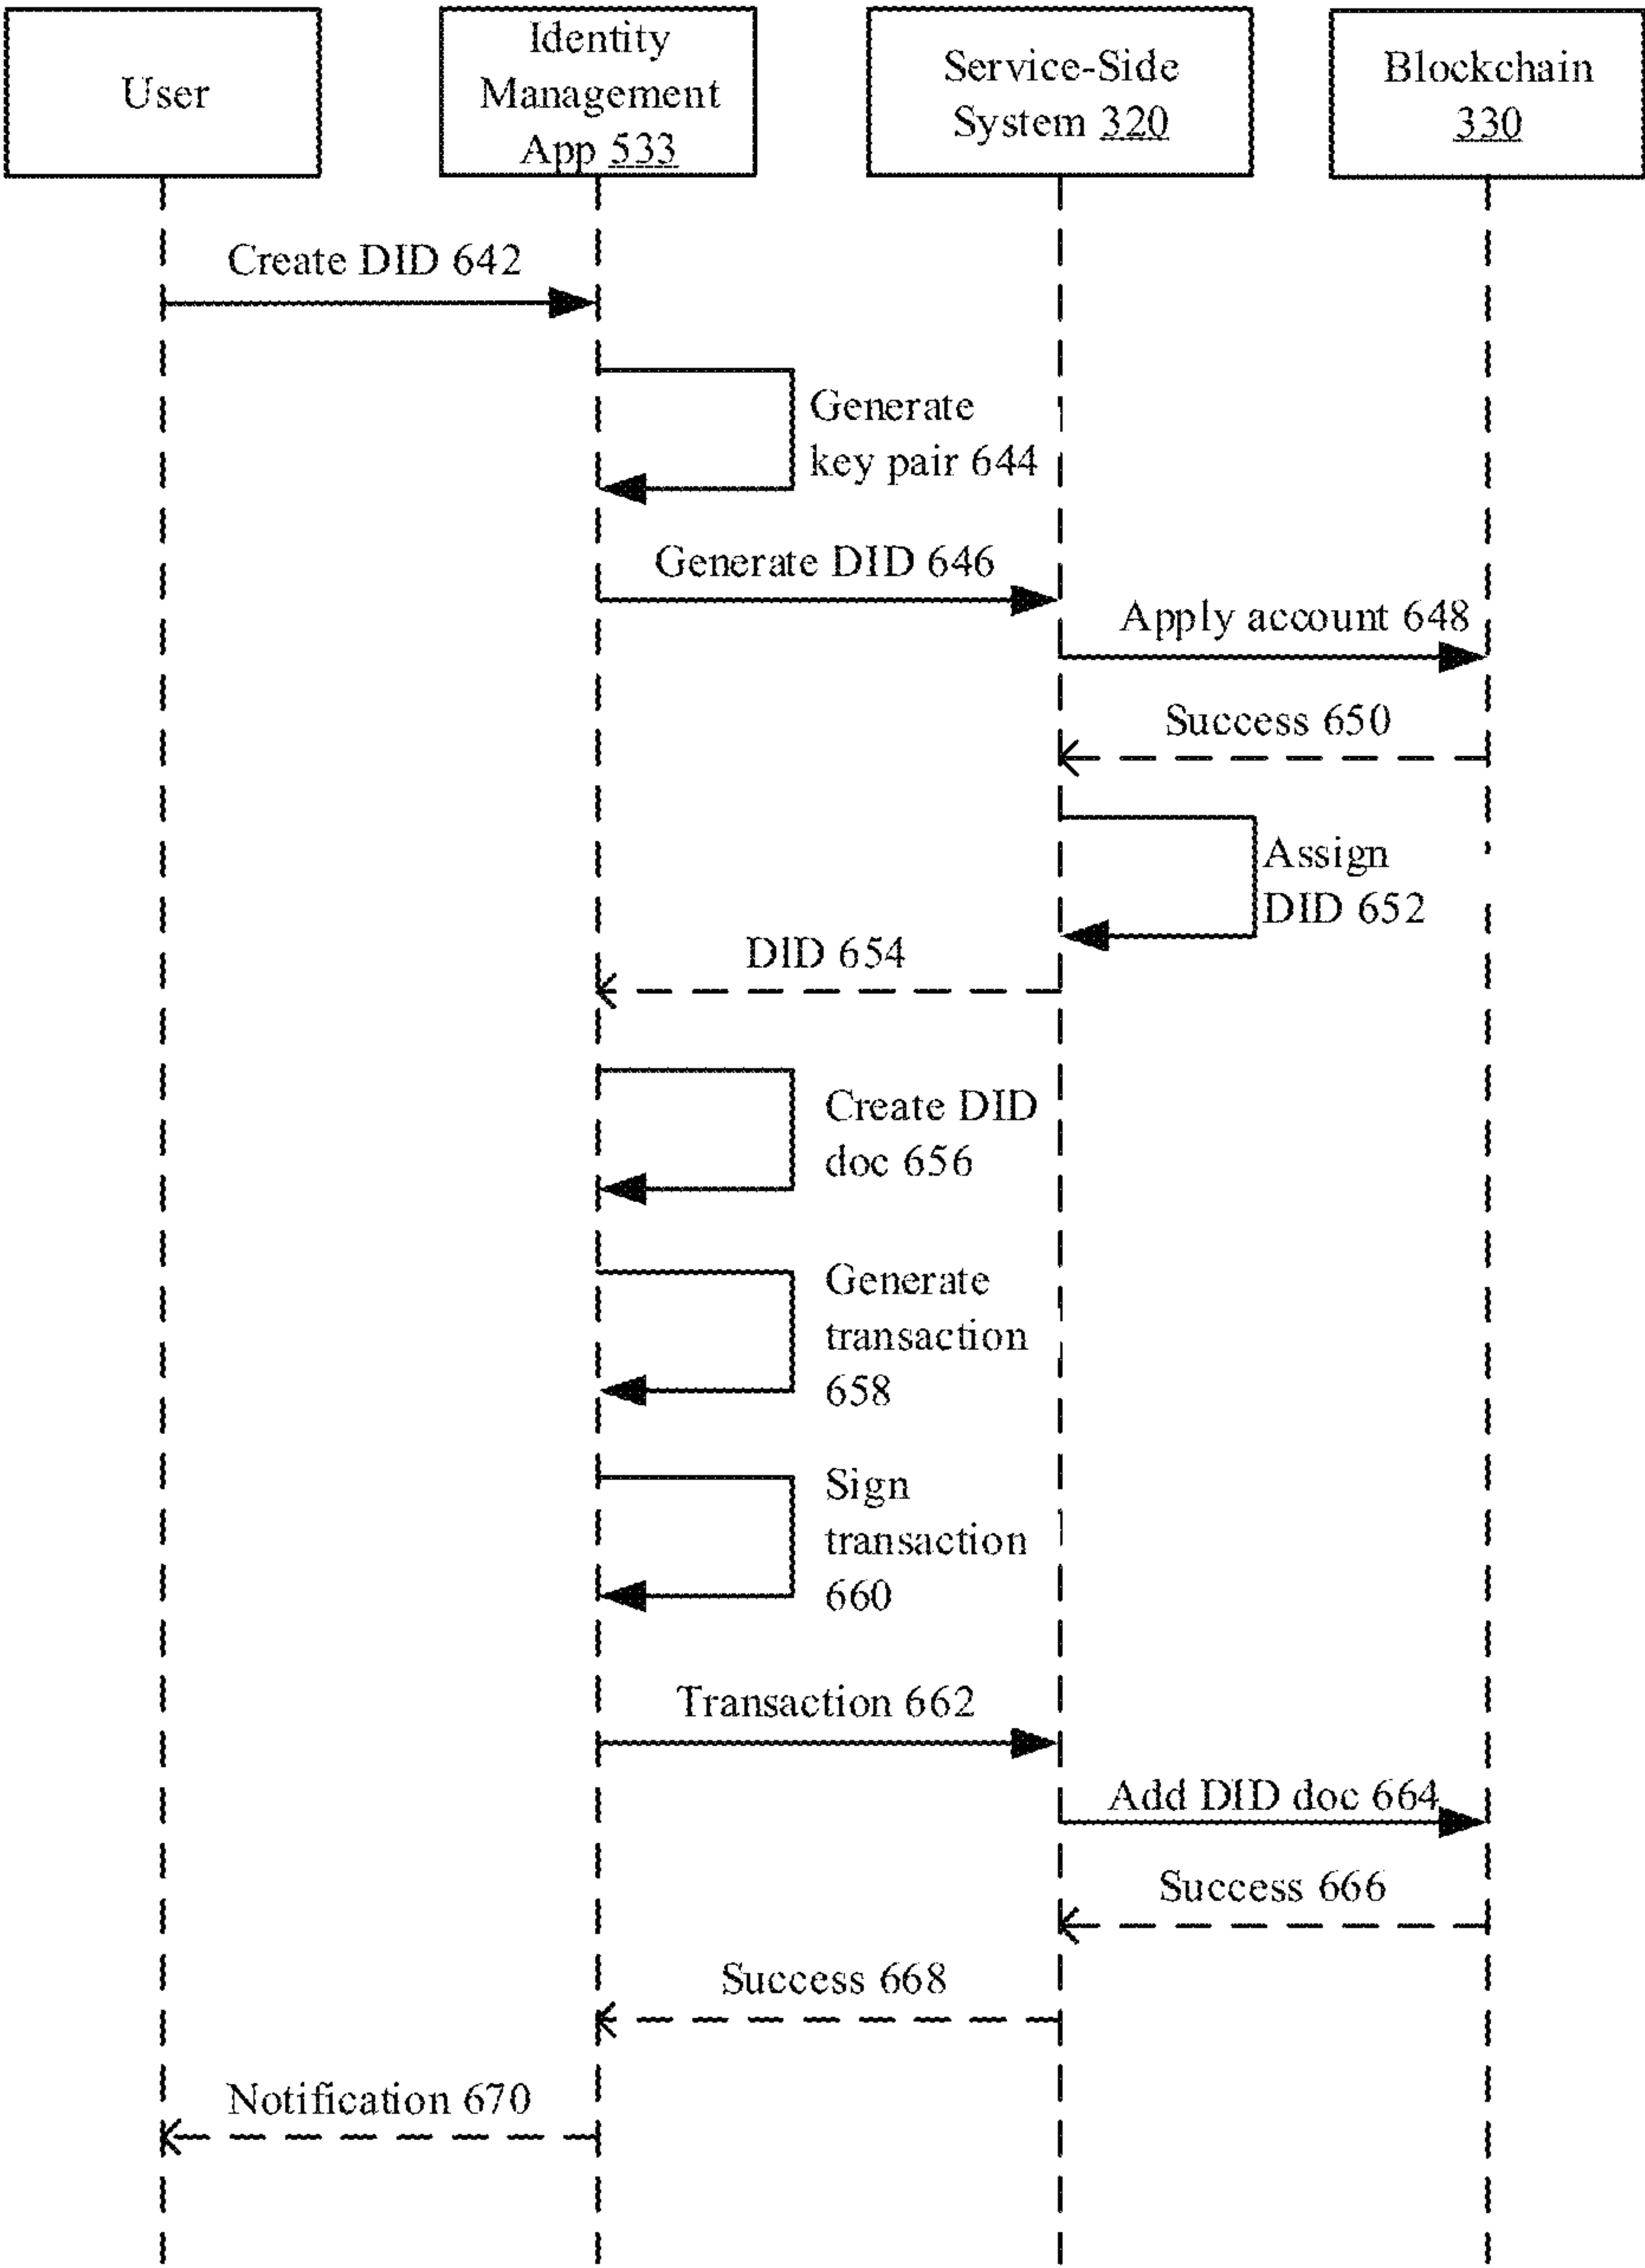 User
Identity
Management
App 533
Service-Side
System 320
Blockchain
330
Create DID 642
Generate
key pair 644
Generate DID 646
Apply account 648
Success 650
Assign
DID 652
DID 654
Create DID
doc 656
Generate
transaction
658
Sign
transaction
660
Transaction 662
Add DID doc 664
Success 666
Success 668
Notification 670